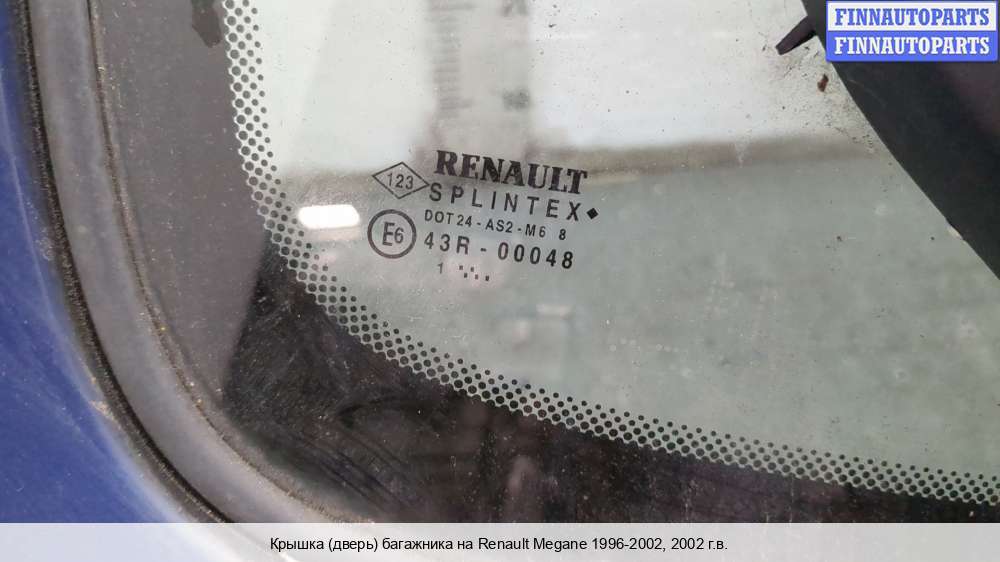 FINNAUTOPARTS
FINNAUTOPARTS
RENAULT
123
SPLINTEX
DOT24-AS2-M6 8
E6
43R-00048
1
Крышка (дверь) багажника на Renault Megane 1996-2002, 2002 г.в.